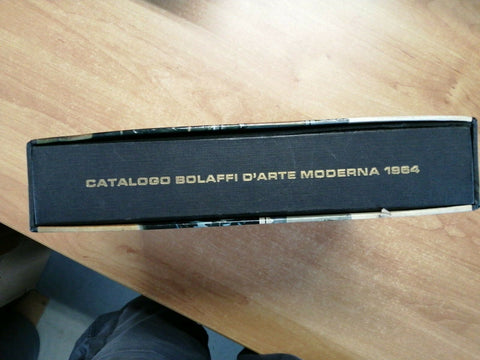 CATALOGO BOLAFFI D'ARTE MODERNA 1964